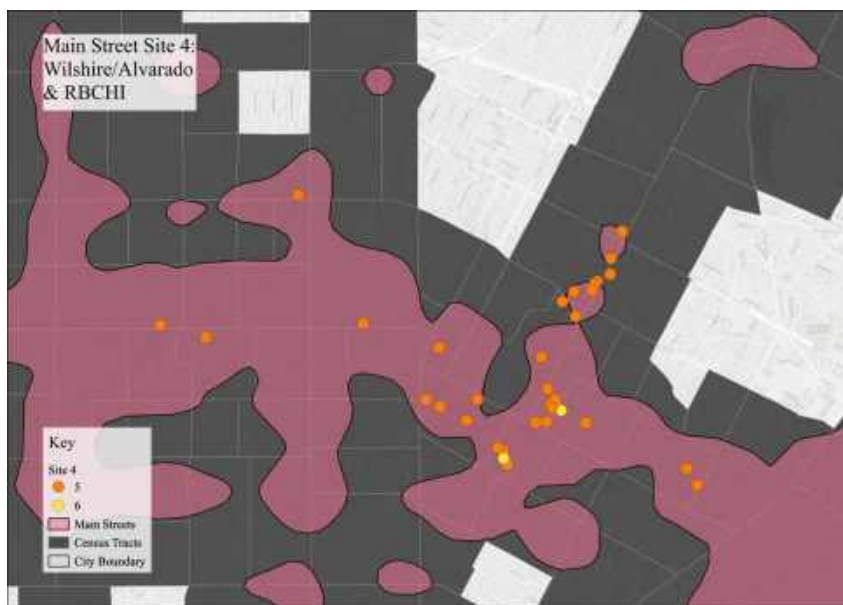 Main Street Site 4:
Wilshire/Alvarado
& RBCHI
Key
Site 4
5
6
Main Streets
Census Tracts
City Boundary